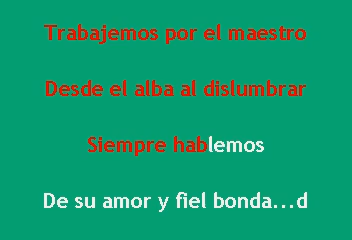 Trabajemos por el maestro
Desde el alba al dislumbrar
Siempre hablemos
De su amor y fiel bonda...d